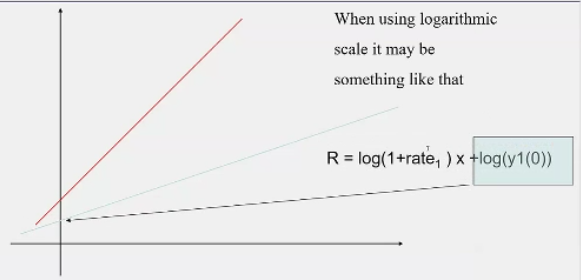 When using logarithmic
scale it may be
something like that
R = log(1+rate₁ ) x +log(y1(0))